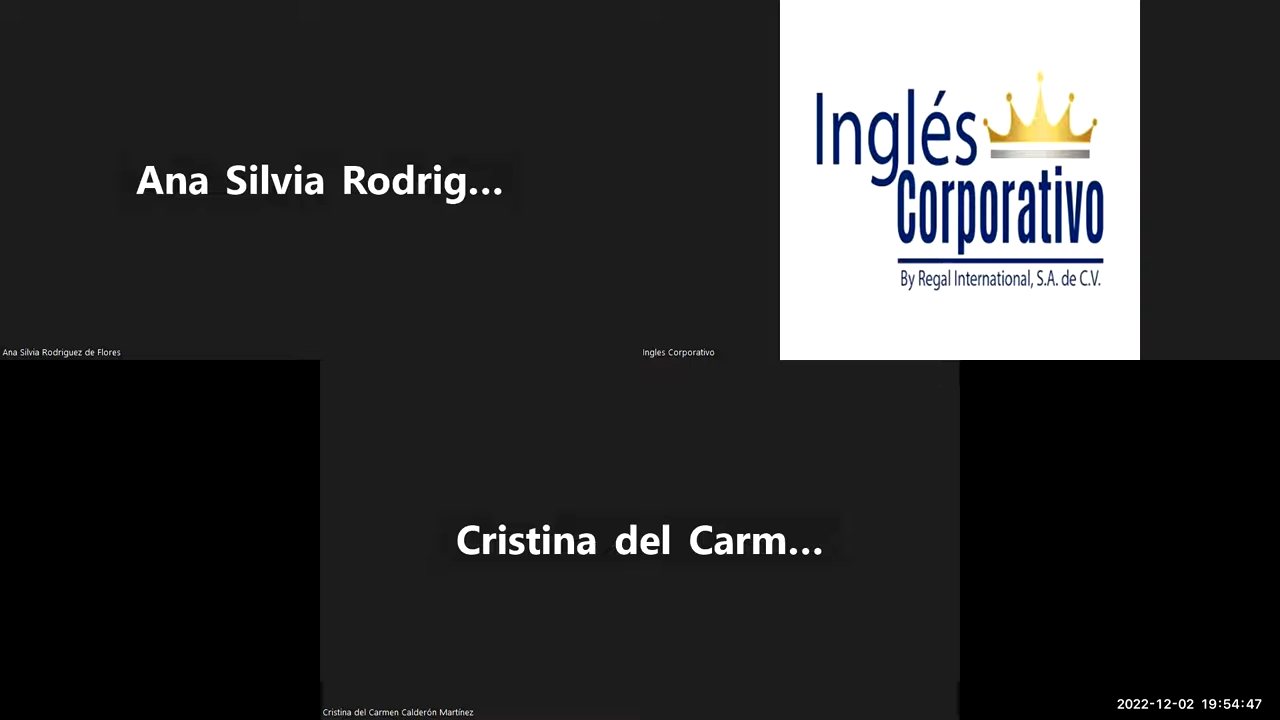 Ana Silvia Rodrig...
Inglés
Corporativo
By Regal International, S.A. de C.V.
Ana Silvia Rodriguez de Flores
Ingles Corporativo
Cristina del Carm...
Cristina del Carmen Calderón Martínez
2022-12-02 19:54:47